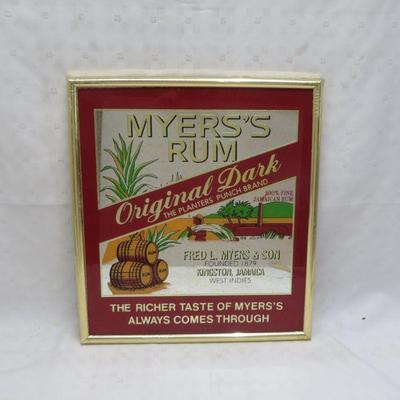 MYERS'S
RUM
Original Dark
THE PLANTERS' PUNCH BRAND
100% FINE
JAMAICAN RUM
FRED L. MYERS & SON
FOUNDED 1879
KINGSTON, JAMAICA
WEST INDIES
THE RICHER TASTE OF MYERS'S
ALWAYS COMES THROUGH